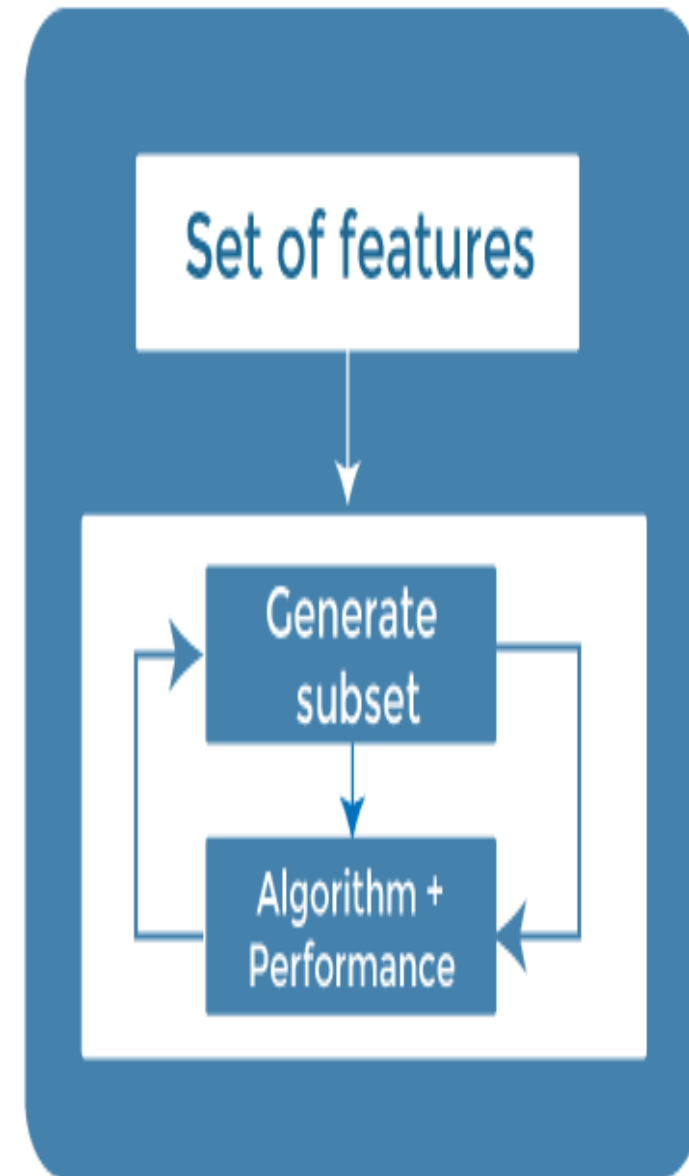 Set of features
Generate
subset
Algorithm +
Performance